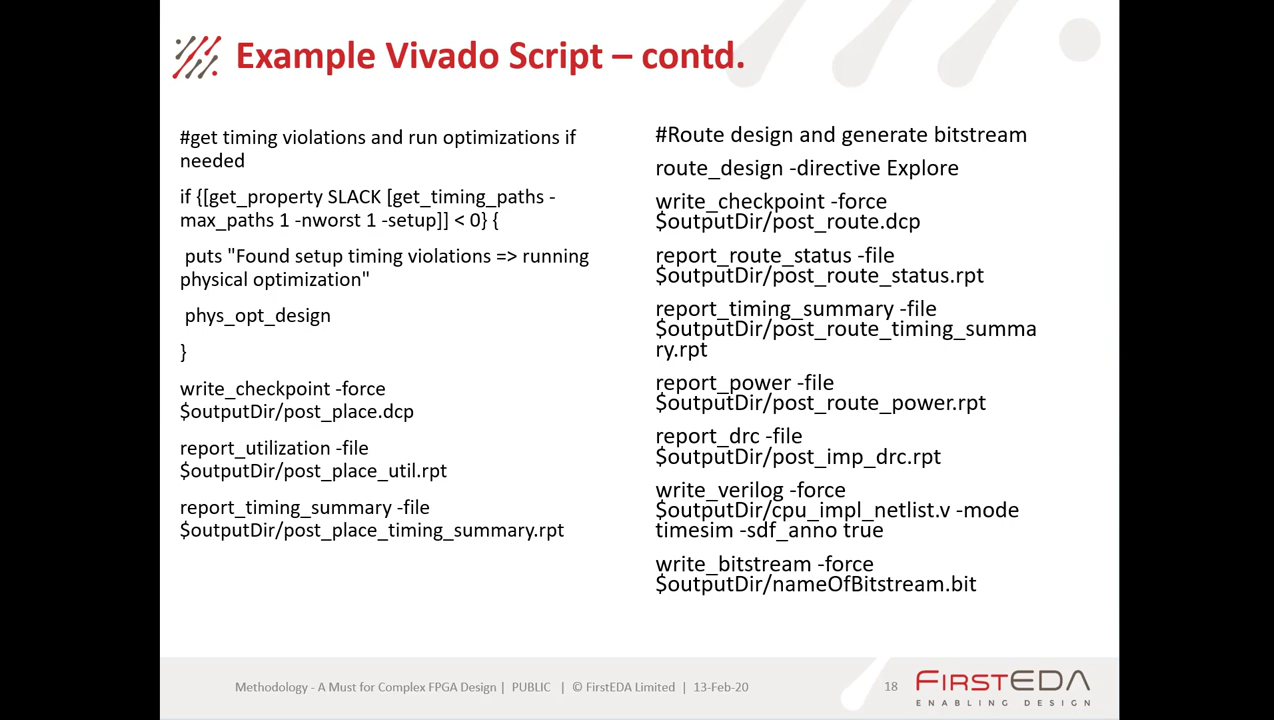 Example Vivado Script – contd.
#get timing violations and run optimizations if
needed
if {[get_property SLACK [get_timing_paths -
max_paths 1 -nworst 1 -setup]] < 0} {
puts "Found setup timing violations => running
physical optimization"
phys_opt_design
}
write_checkpoint -force
$outputDir/post_place.dcp
report_utilization -file
$outputDir/post_place_util.rpt
report_timing_summary -file
$outputDir/post_place_timing_summary.rpt
#Route design and generate bitstream
route_design -directive Explore
write_checkpoint -force
$outputDir/post_route.dcp
report_route_status -file
$outputDir/post_route_status.rpt
report_timing_summary -file
$outputDir/post_route_timing_summa
ry.rpt
report_power -file
$outputDir/post_route_power.rpt
report_drc -file
$outputDir/post_imp_drc.rpt
write_verilog -force
$outputDir/cpu_impl_netlist.v -mode
timesim -sdf_anno true
write_bitstream -force
$outputDir/nameOfBitstream.bit
Methodology - A Must for Complex FPGA Design | PUBLIC | © FirstEDA Limited | 13-Feb-20
18
FIRSTEDA
ENABLING DESIGN